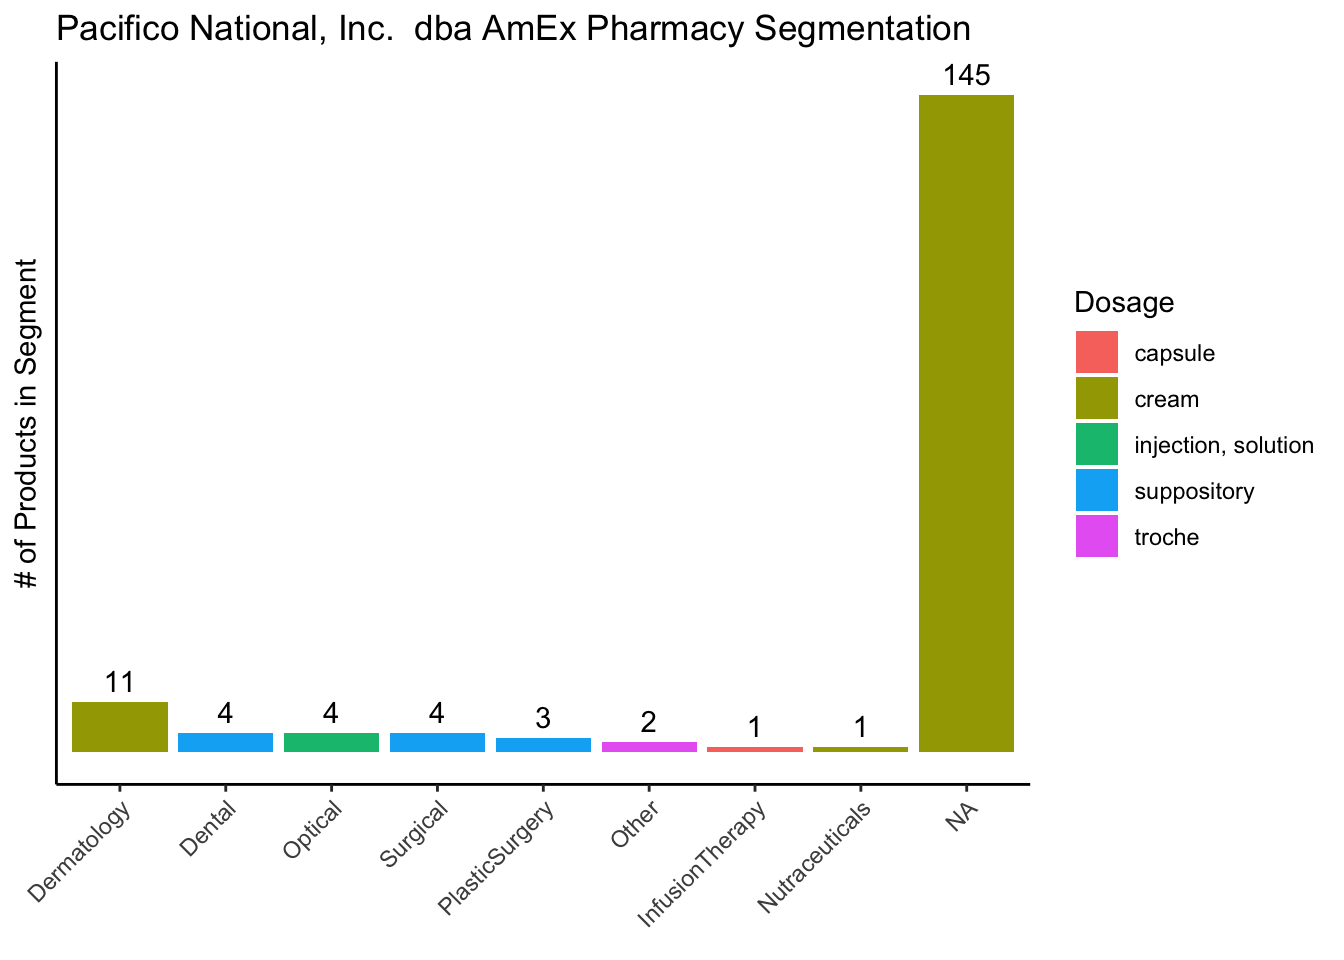 Pacifico National, Inc.  dba AmEx Pharmacy Segmentation
# of Products in Segment
145
11
4
4
4
3
2
1
1
Dermatology
Dental
Optical
Surgical
PlasticSurgery
Other
InfusionTherapy
Nutraceuticals
NA
Dosage
capsule
cream
injection, solution
suppository
troche